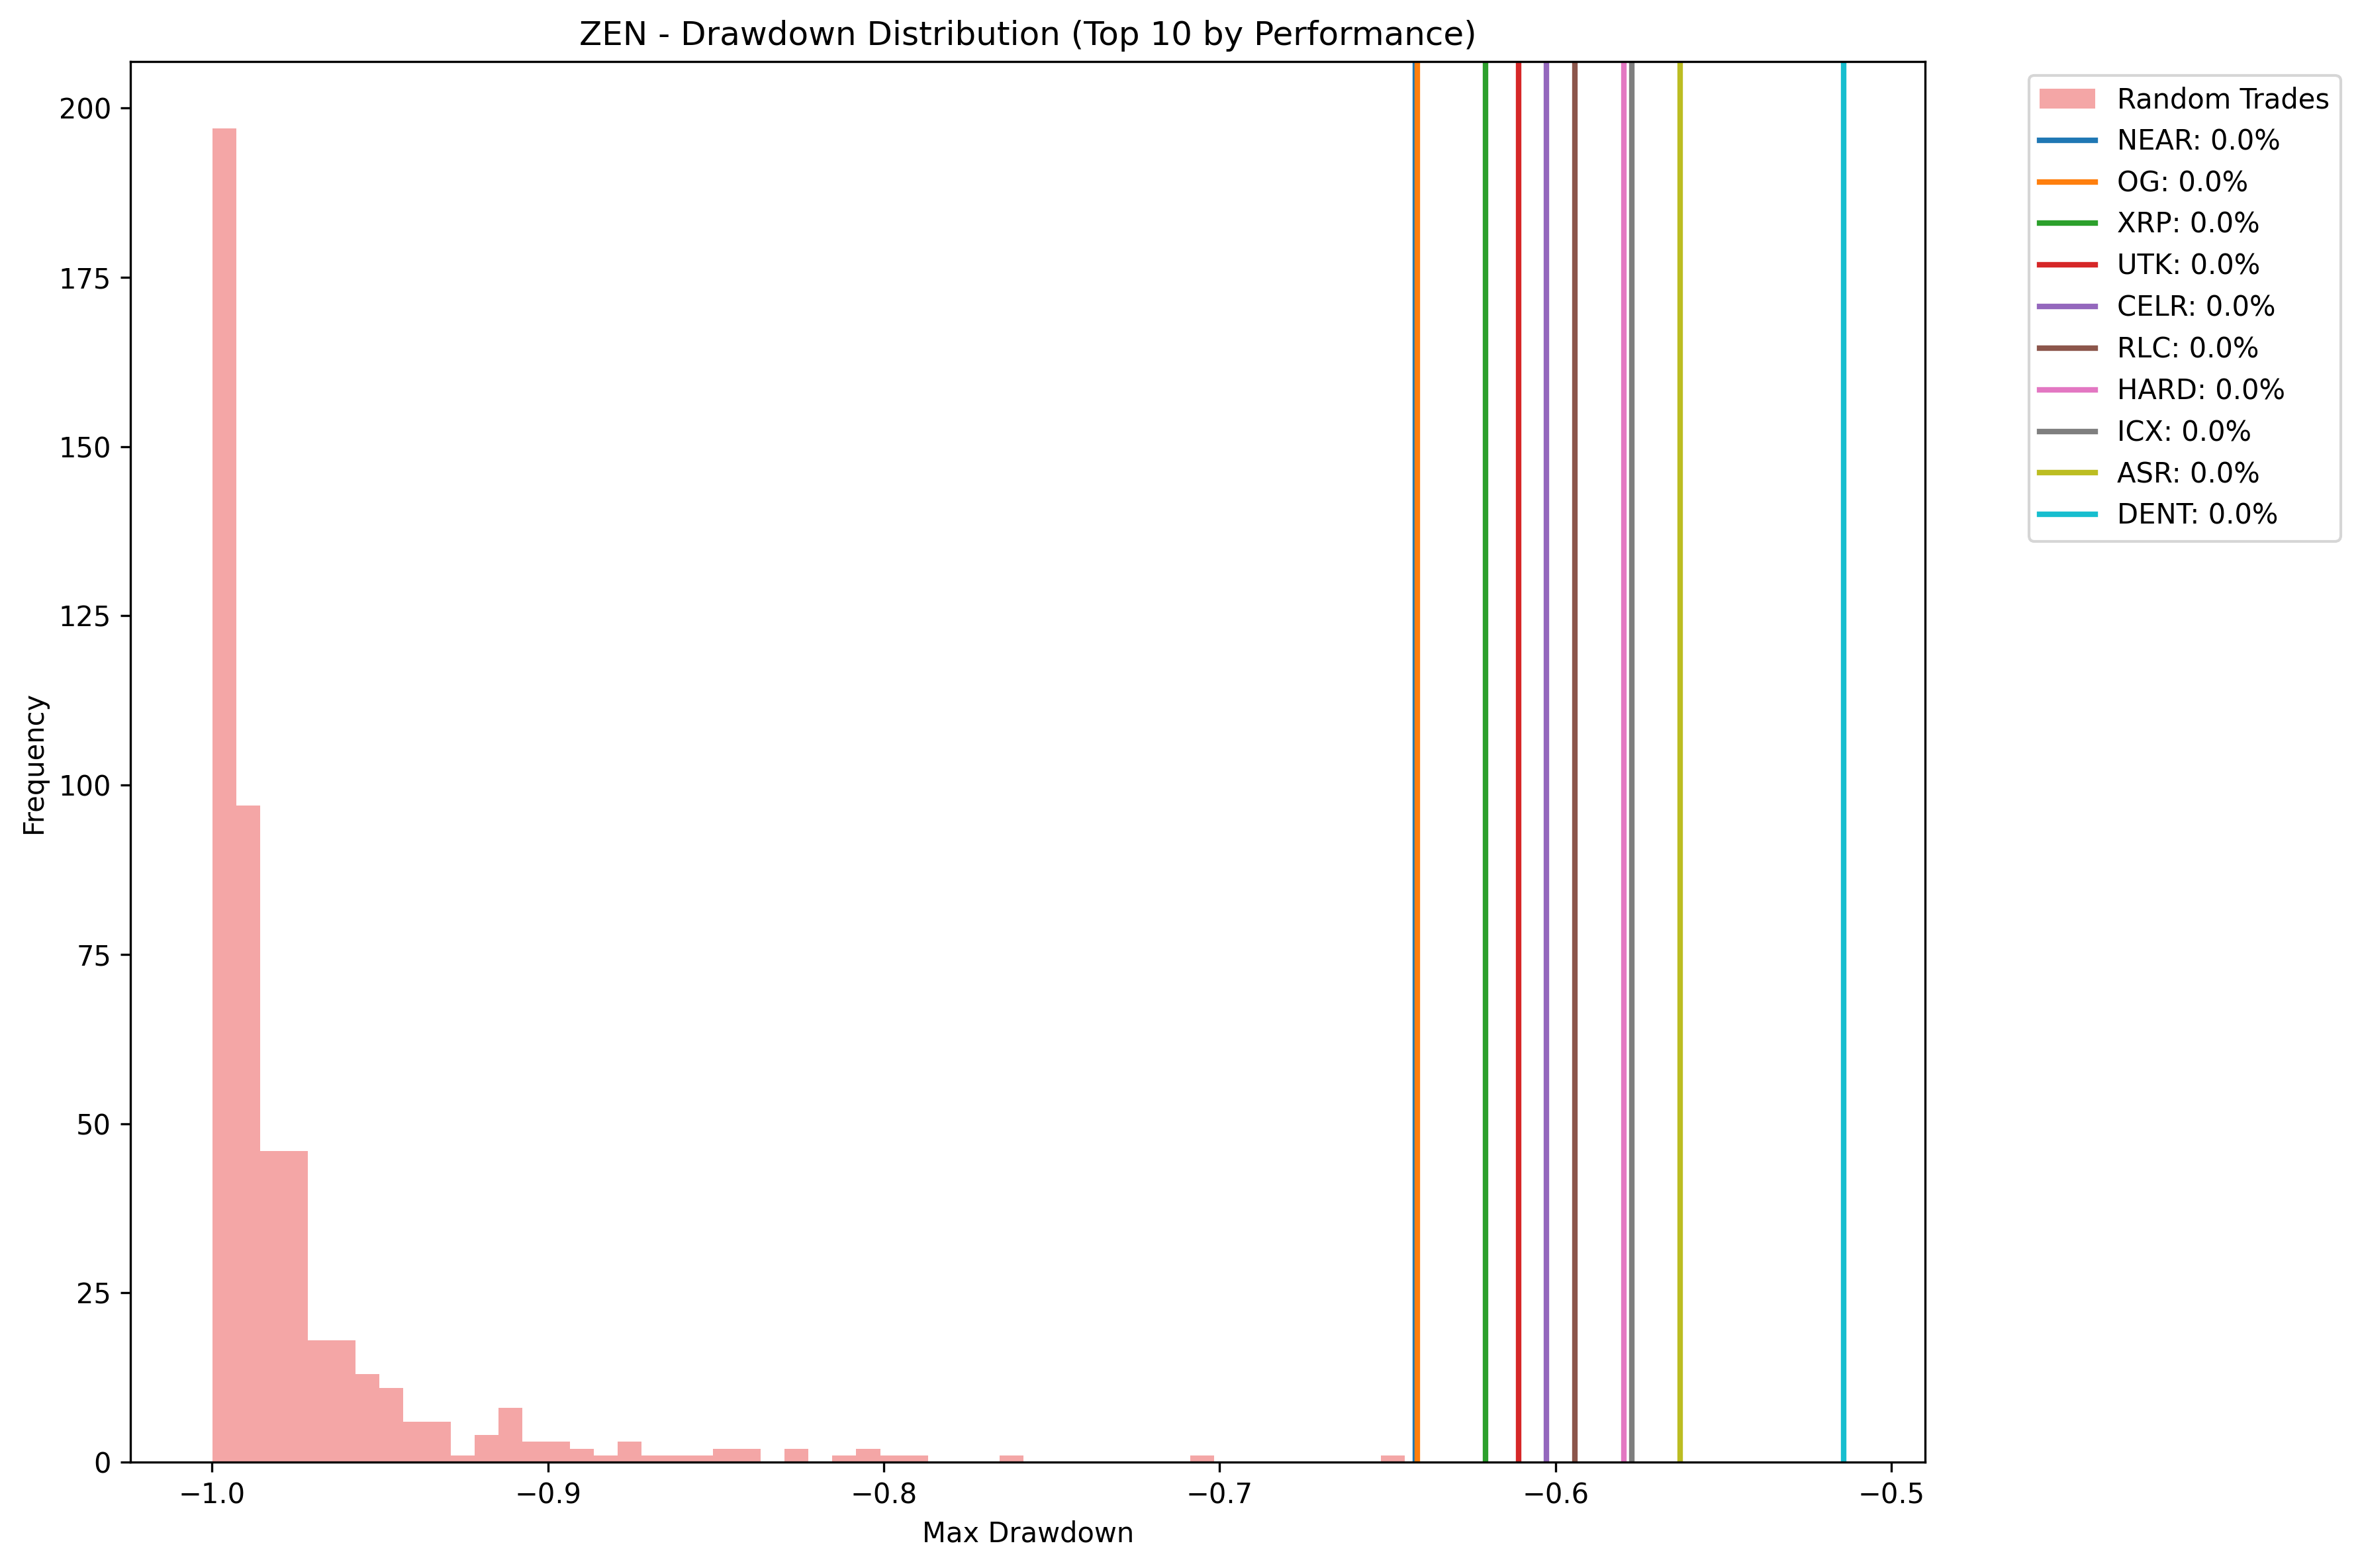 ZEN - Drawdown Distribution (Top 10 by Performance)
Frequency
200
175
150
125
100
75
50
25
0
−1.0
−0.9
−0.8
−0.7
−0.6
−0.5
Max Drawdown
Random Trades
NEAR: 0.0%
OG: 0.0%
XRP: 0.0%
UTK: 0.0%
CELR: 0.0%
RLC: 0.0%
HARD: 0.0%
ICX: 0.0%
ASR: 0.0%
DENT: 0.0%